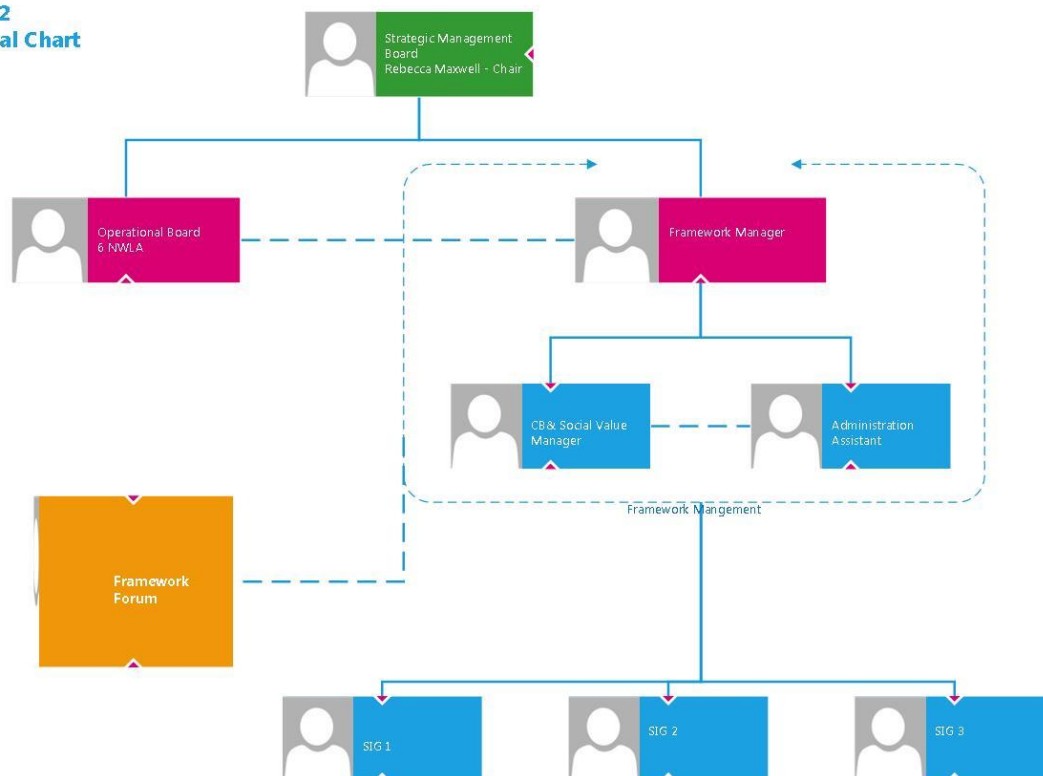 2
al Chart
Strategic Management
Board
Rebecca Maxwell - Chair
Operational Board
6 NWLA
Framework Manager
CB& Social Value
Manager
Administration
Assistant
Framework Mangement
Framework
Forum
SIG 1
SIG 2
SIG 3